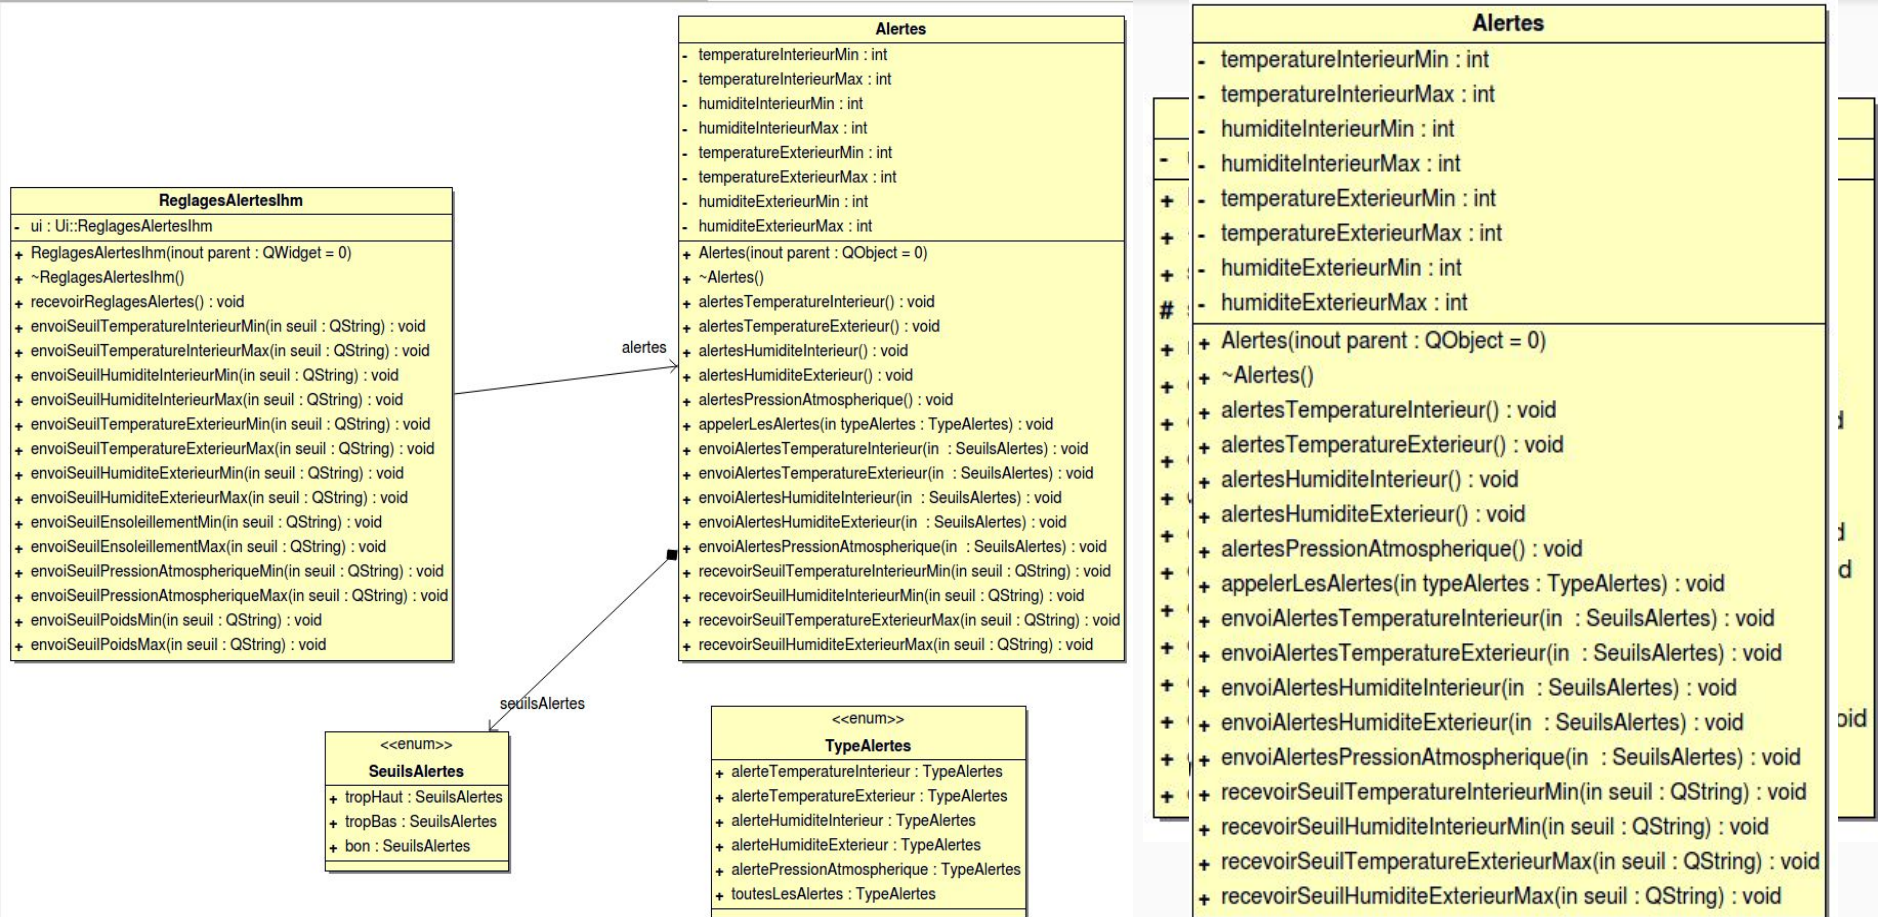 ReglagesAlertesIhm
- ui : Ui::ReglagesAlertesIhm
+ ReglagesAlertesIhm(inout parent : QWidget = 0)
+ ~ReglagesAlertesIhm()
+ recevoirReglagesAlertes() : void
+ envoiSeuilTemperatureInterieurMin(in seuil : QString) : void
+ envoiSeuilTemperatureInterieurMax(in seuil : QString) : void
+ envoiSeuilHumiditeInterieurMin(in seuil : QString) : void
+ envoiSeuilHumiditeInterieurMax(in seuil : QString) : void
+ envoiSeuilTemperatureExterieurMin(in seuil : QString) : void
+ envoiSeuilTemperatureExterieurMax(in seuil : QString) : void
+ envoiSeuilHumiditeExterieurMin(in seuil : QString) : void
+ envoiSeuilHumiditeExterieurMax(in seuil : QString) : void
+ envoiSeuilEnsoleillementMin(in seuil : QString) : void
+ envoiSeuilEnsoleillementMax(in seuil : QString) : void
+ envoiSeuilPressionAtmospheriqueMin(in seuil : QString) : void
+ envoiSeuilPressionAtmospheriqueMax(in seuil : QString) : void
+ envoiSeuilPoidsMin(in seuil : QString) : void
+ envoiSeuilPoidsMax(in seuil : QString) : void
alertes
Alertes
- temperatureInterieurMin : int
- temperatureInterieurMax : int
- humiditeInterieurMin : int
- humiditeInterieurMax : int
- temperatureExterieurMin : int
- temperatureExterieurMax : int
- humiditeExterieurMin : int
- humiditeExterieurMax : int
+ Alertes(inout parent : QObject = 0)
+ ~Alertes()
+ alertesTemperatureInterieur() : void
+ alertesTemperatureExterieur() : void
+ alertesHumiditeInterieur() : void
+ alertesHumiditeExterieur() : void
+ alertesPressionAtmospherique() : void
+ appelerLesAlertes(in typeAlertes : TypeAlertes) : void
+ envoiAlertesTemperatureInterieur(in : SeuilsAlertes) : void
+ envoiAlertesTemperatureExterieur(in : SeuilsAlertes) : void
+ envoiAlertesHumiditeInterieur(in : SeuilsAlertes) : void
+ envoiAlertesHumiditeExterieur(in : SeuilsAlertes) : void
+ envoiAlertesPressionAtmospherique(in : SeuilsAlertes) : void
+ recevoirSeuilTemperatureInterieurMin(in seuil : QString) : void
+ recevoirSeuilHumiditeInterieurMin(in seuil : QString) : void
+ recevoirSeuilTemperatureExterieurMax(in seuil : QString) : void
+ recevoirSeuilHumiditeExterieurMax(in seuil : QString) : void
seuilsAlertes
<<enum>>
SeuilsAlertes
+ tropHaut : SeuilsAlertes
+ tropBas : SeuilsAlertes
+ bon : SeuilsAlertes
<<enum>>
TypeAlertes
+ alerteTemperatureInterieur : TypeAlertes
+ alerteTemperatureExterieur : TypeAlertes
+ alerteHumiditeInterieur : TypeAlertes
+ alerteHumiditeExterieur : TypeAlertes
+ alertePressionAtmospherique : TypeAlertes
+ toutesLesAlertes : TypeAlertes
Alertes
- temperatureInterieurMin : int
- temperatureInterieurMax : int
- humiditeInterieurMin : int
- humiditeInterieurMax : int
- temperatureExterieurMin : int
- temperatureExterieurMax : int
- humiditeExterieurMin : int
- humiditeExterieurMax : int
+ Alertes(inout parent : QObject = 0)
+ ~Alertes()
+ alertesTemperatureInterieur() : void
+ alertesTemperatureExterieur() : void
+ alertesHumiditeInterieur() : void
+ alertesHumiditeExterieur() : void
+ alertesPressionAtmospherique() : void
+ appelerLesAlertes(in typeAlertes : TypeAlertes) : void
+ envoiAlertesTemperatureInterieur(in : SeuilsAlertes) : void
+ envoiAlertesTemperatureExterieur(in : SeuilsAlertes) : void
+ envoiAlertesHumiditeInterieur(in : SeuilsAlertes) : void
+ envoiAlertesHumiditeExterieur(in : SeuilsAlertes) : void
+ envoiAlertesPressionAtmospherique(in : SeuilsAlertes) : void
+ recevoirSeuilTemperatureInterieurMin(in seuil : QString) : void
+ recevoirSeuilHumiditeInterieurMin(in seuil : QString) : void
+ recevoirSeuilTemperatureExterieurMax(in seuil : QString) : void
+ recevoirSeuilHumiditeExterieurMax(in seuil : QString) : void